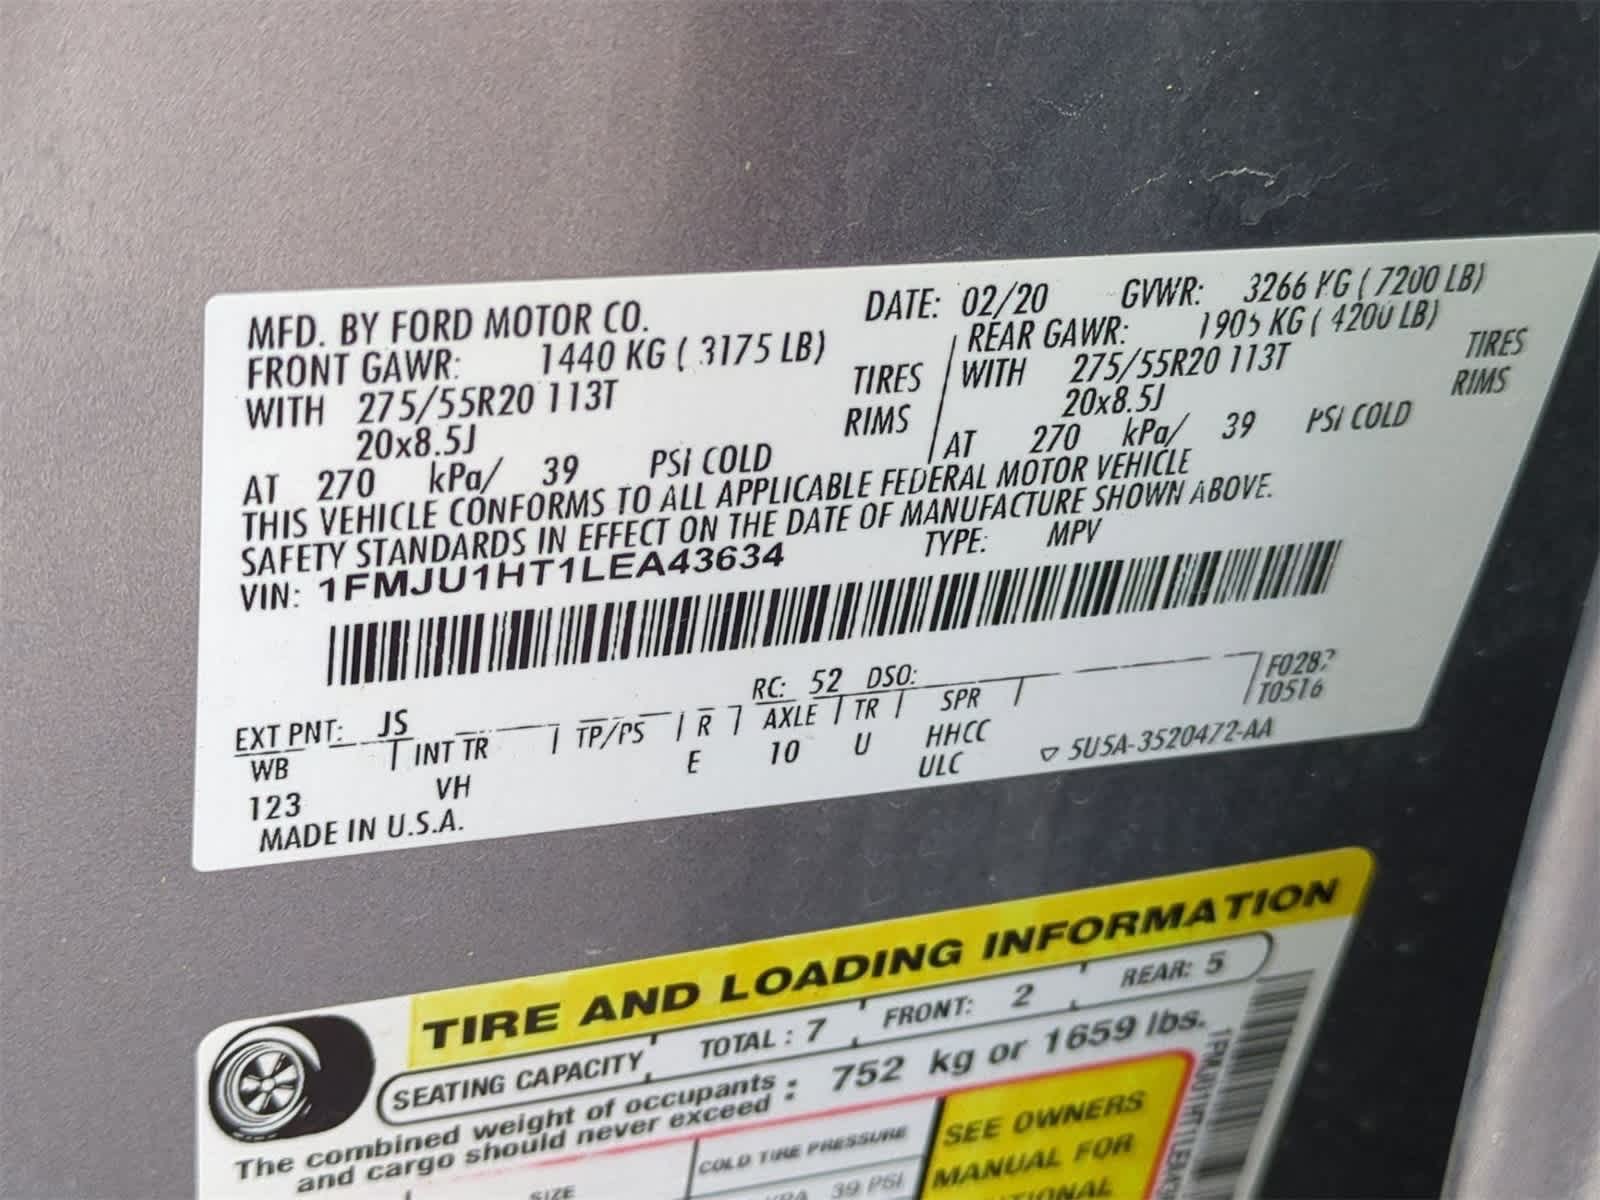 MFD. BY FORD MOTOR CO. DATE: 02/20 GVWR: 3266 KG ( 7200 LB)
FRONT GAWR: 1440 KG ( 3175 LB) REAR GAWR: 1905 KG ( 4200 LB)
WITH 275/55R20 113T TIRES WITH 275/55R20 113T TIRES
20x8.5J RIMS 20x8.5J RIMS
AT 270 kPa/ 39 PSI COLD AT 270 kPa/ 39 PSI COLD
THIS VEHICLE CONFORMS TO ALL APPLICABLE FEDERAL MOTOR VEHICLE
SAFETY STANDARDS IN EFFECT ON THE DATE OF MANUFACTURE SHOWN ABOVE.
VIN: 1FMJU1HT1LEA43634 TYPE: MPV
EXT PNT: JS RC: 52 DSO: 
WB INT TR TP/PS R AXLE TR SPR T0516
123 VH E 10 U HHCC
ULC 5U5A-3520472-AA
MADE IN U.S.A.
TIRE AND LOADING INFORMATION
SEATING CAPACITY TOTAL : 7 FRONT: 2 REAR: 5
The combined weight of occupants : 752 kg or 1659 lbs.
and cargo should never exceed :
SIZE COLD TIRE PRESSURE SEE OWNERS
39 PSI MANUAL FOR